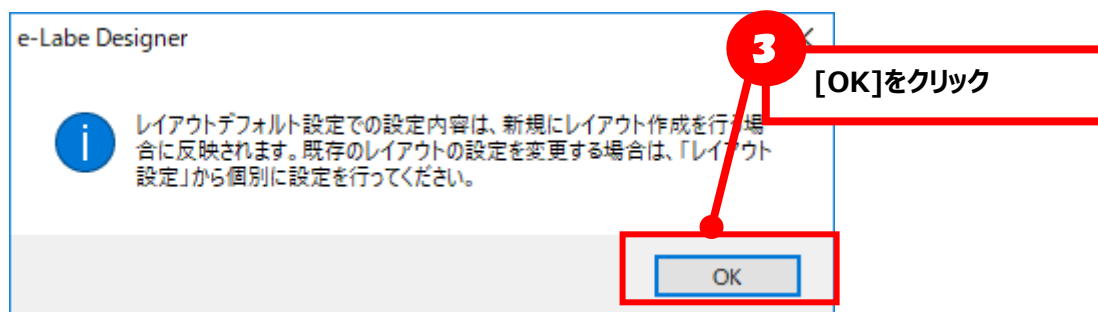 e-Labe Designer
3
[OK]をクリック
レイアウトデフォルト設定での設定内容は、新規にレイアウト作成を行う場
合に反映されます。既存のレイアウトの設定を変更する場合は、「レイアウト
設定」から個別に設定を行ってください。
OK